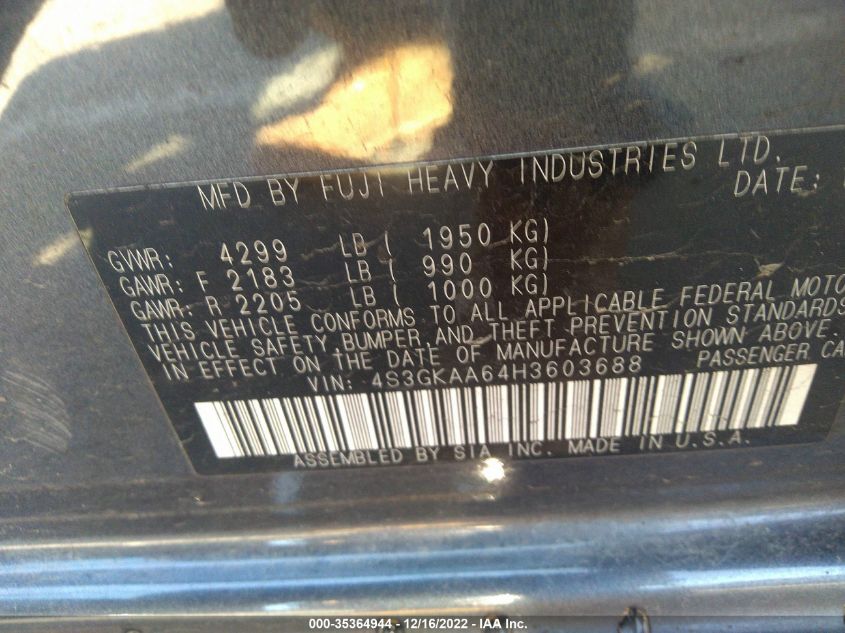 MFD BY FUJI HEAVY INDUSTRIES LTD.
DATE:
GVWR: 4299 LB ( 1950 KG)
GAWR: F 2183 LB ( 990 KG)
GAWR: R 2205 LB ( 1000 KG)
THIS VEHICLE CONFORMS TO ALL APPLICABLE FEDERAL MOTO
VEHICLE SAFETY BUMPER, AND THEFT PREVENTION STANDARDS
IN EFFECT ON THE DATE OF MANUFACTURE SHOWN ABOVE.
VIN: 4S3GKAA64H3603688 PASSENGER CA
ASSEMBLED BY SIA INC. MADE IN U.S.A.
000-35364944 - 12/16/2022 - IAA Inc.